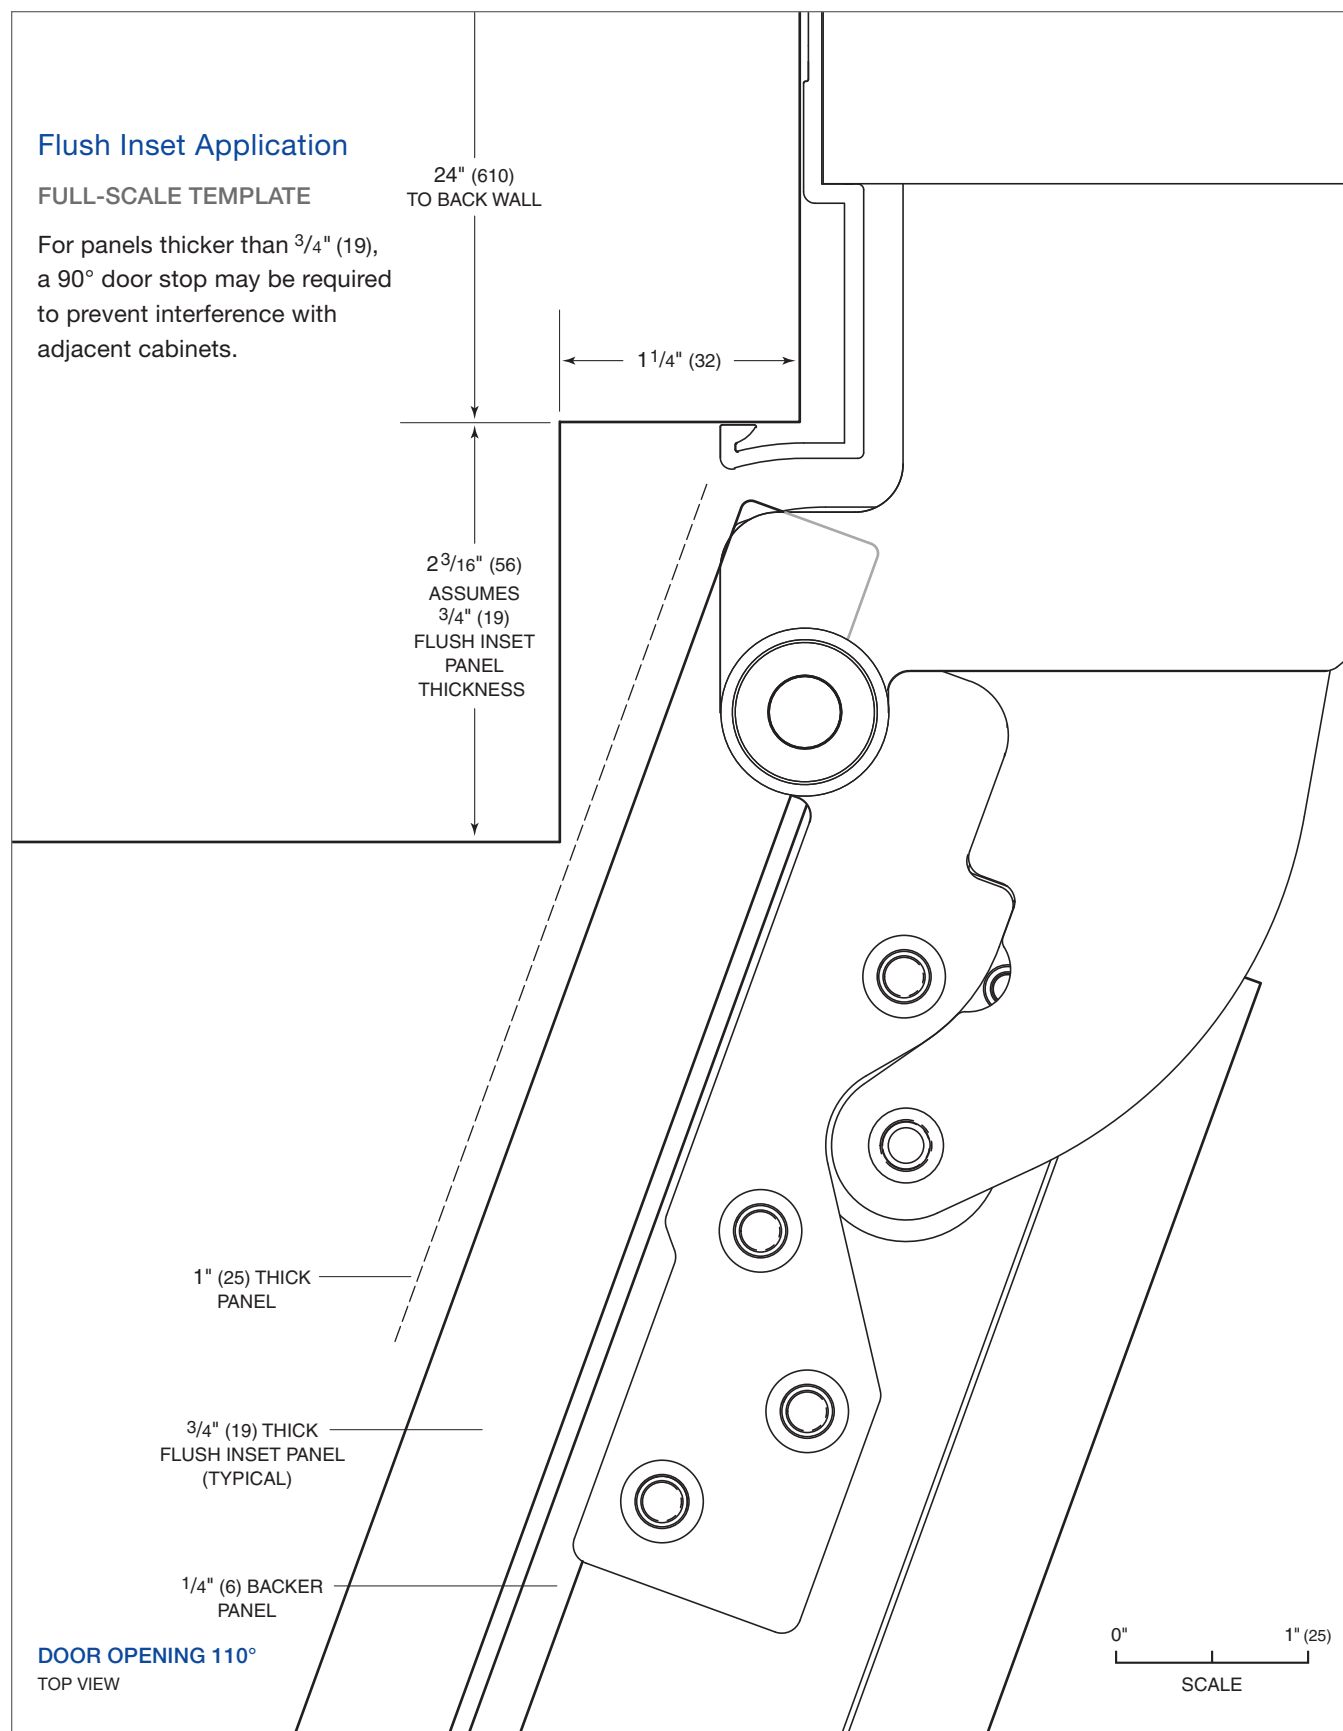 Flush Inset Application
FULL-SCALE TEMPLATE
For panels thicker than 3/4" (19),
a 90° door stop may be required
to prevent interference with
adjacent cabinets.
24" (610)
TO BACK WALL
1 1/4" (32)
2 3/16" (56)
ASSUMES
3/4" (19)
FLUSH INSET
PANEL
THICKNESS
1" (25) THICK
PANEL
3/4" (19) THICK
FLUSH INSET PANEL
(TYPICAL)
1/4" (6) BACKER
PANEL
DOOR OPENING 110°
TOP VIEW
0" 1" (25)
SCALE